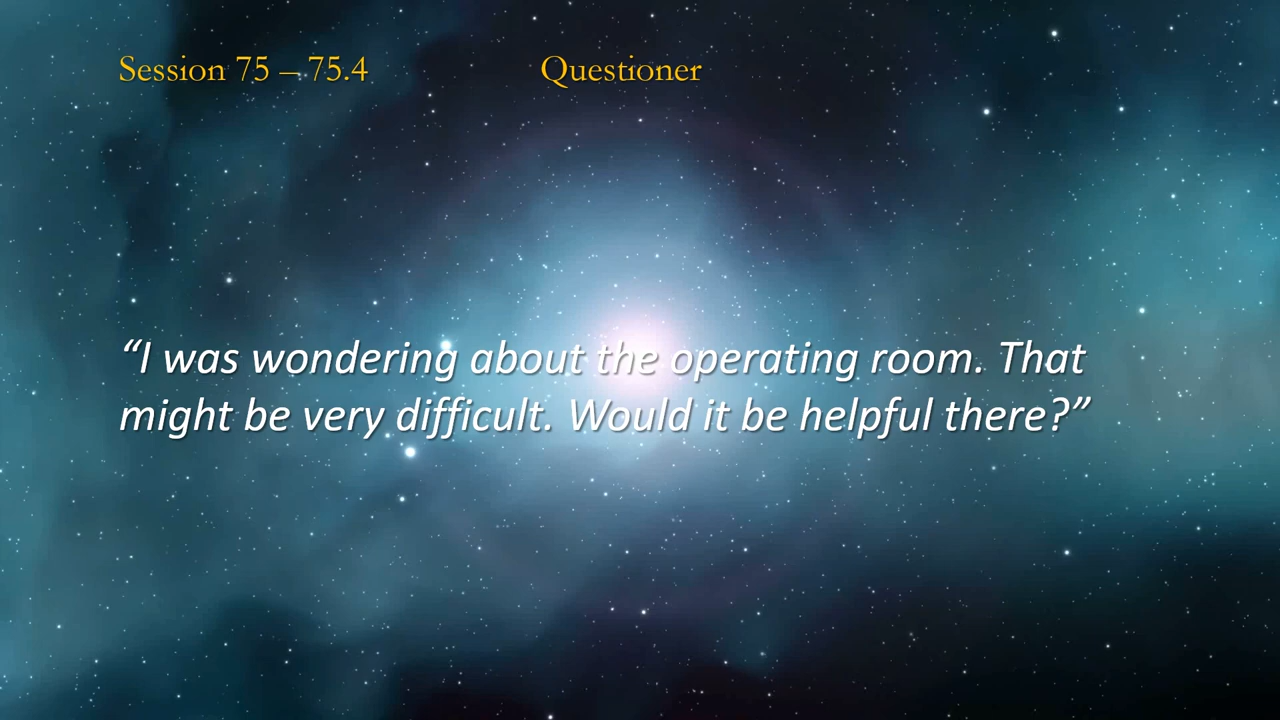 Session 75 – 75.4
Questioner
“I was wondering about the operating room. That
might be very difficult. Would it be helpful there?”